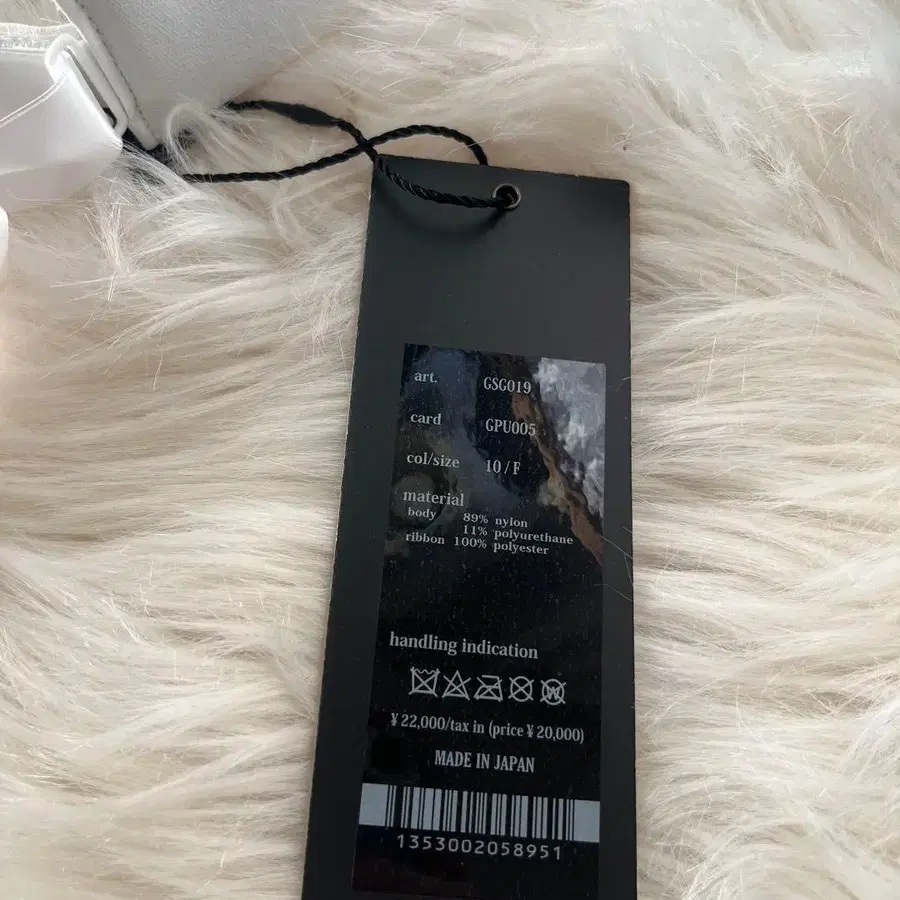 art. GSG019
card GPU005
col/size 10/F
material
body 89% nylon
11% polyurethane
ribbon 100% polyester
handling indication
¥22,000/tax in (price ¥20,000)
MADE IN JAPAN
1353002058951